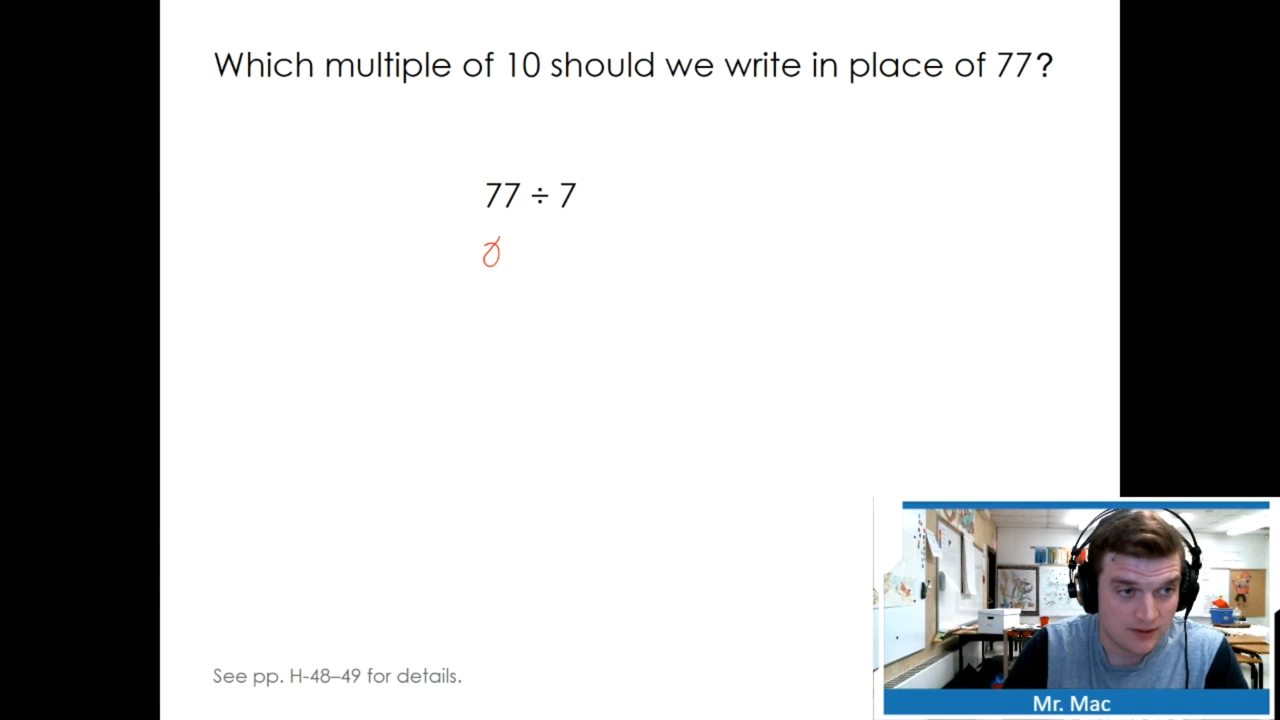 Which multiple of 10 should we write in place of 77?
77 ÷ 7
See pp. H-48–49 for details.
Mr. Mac